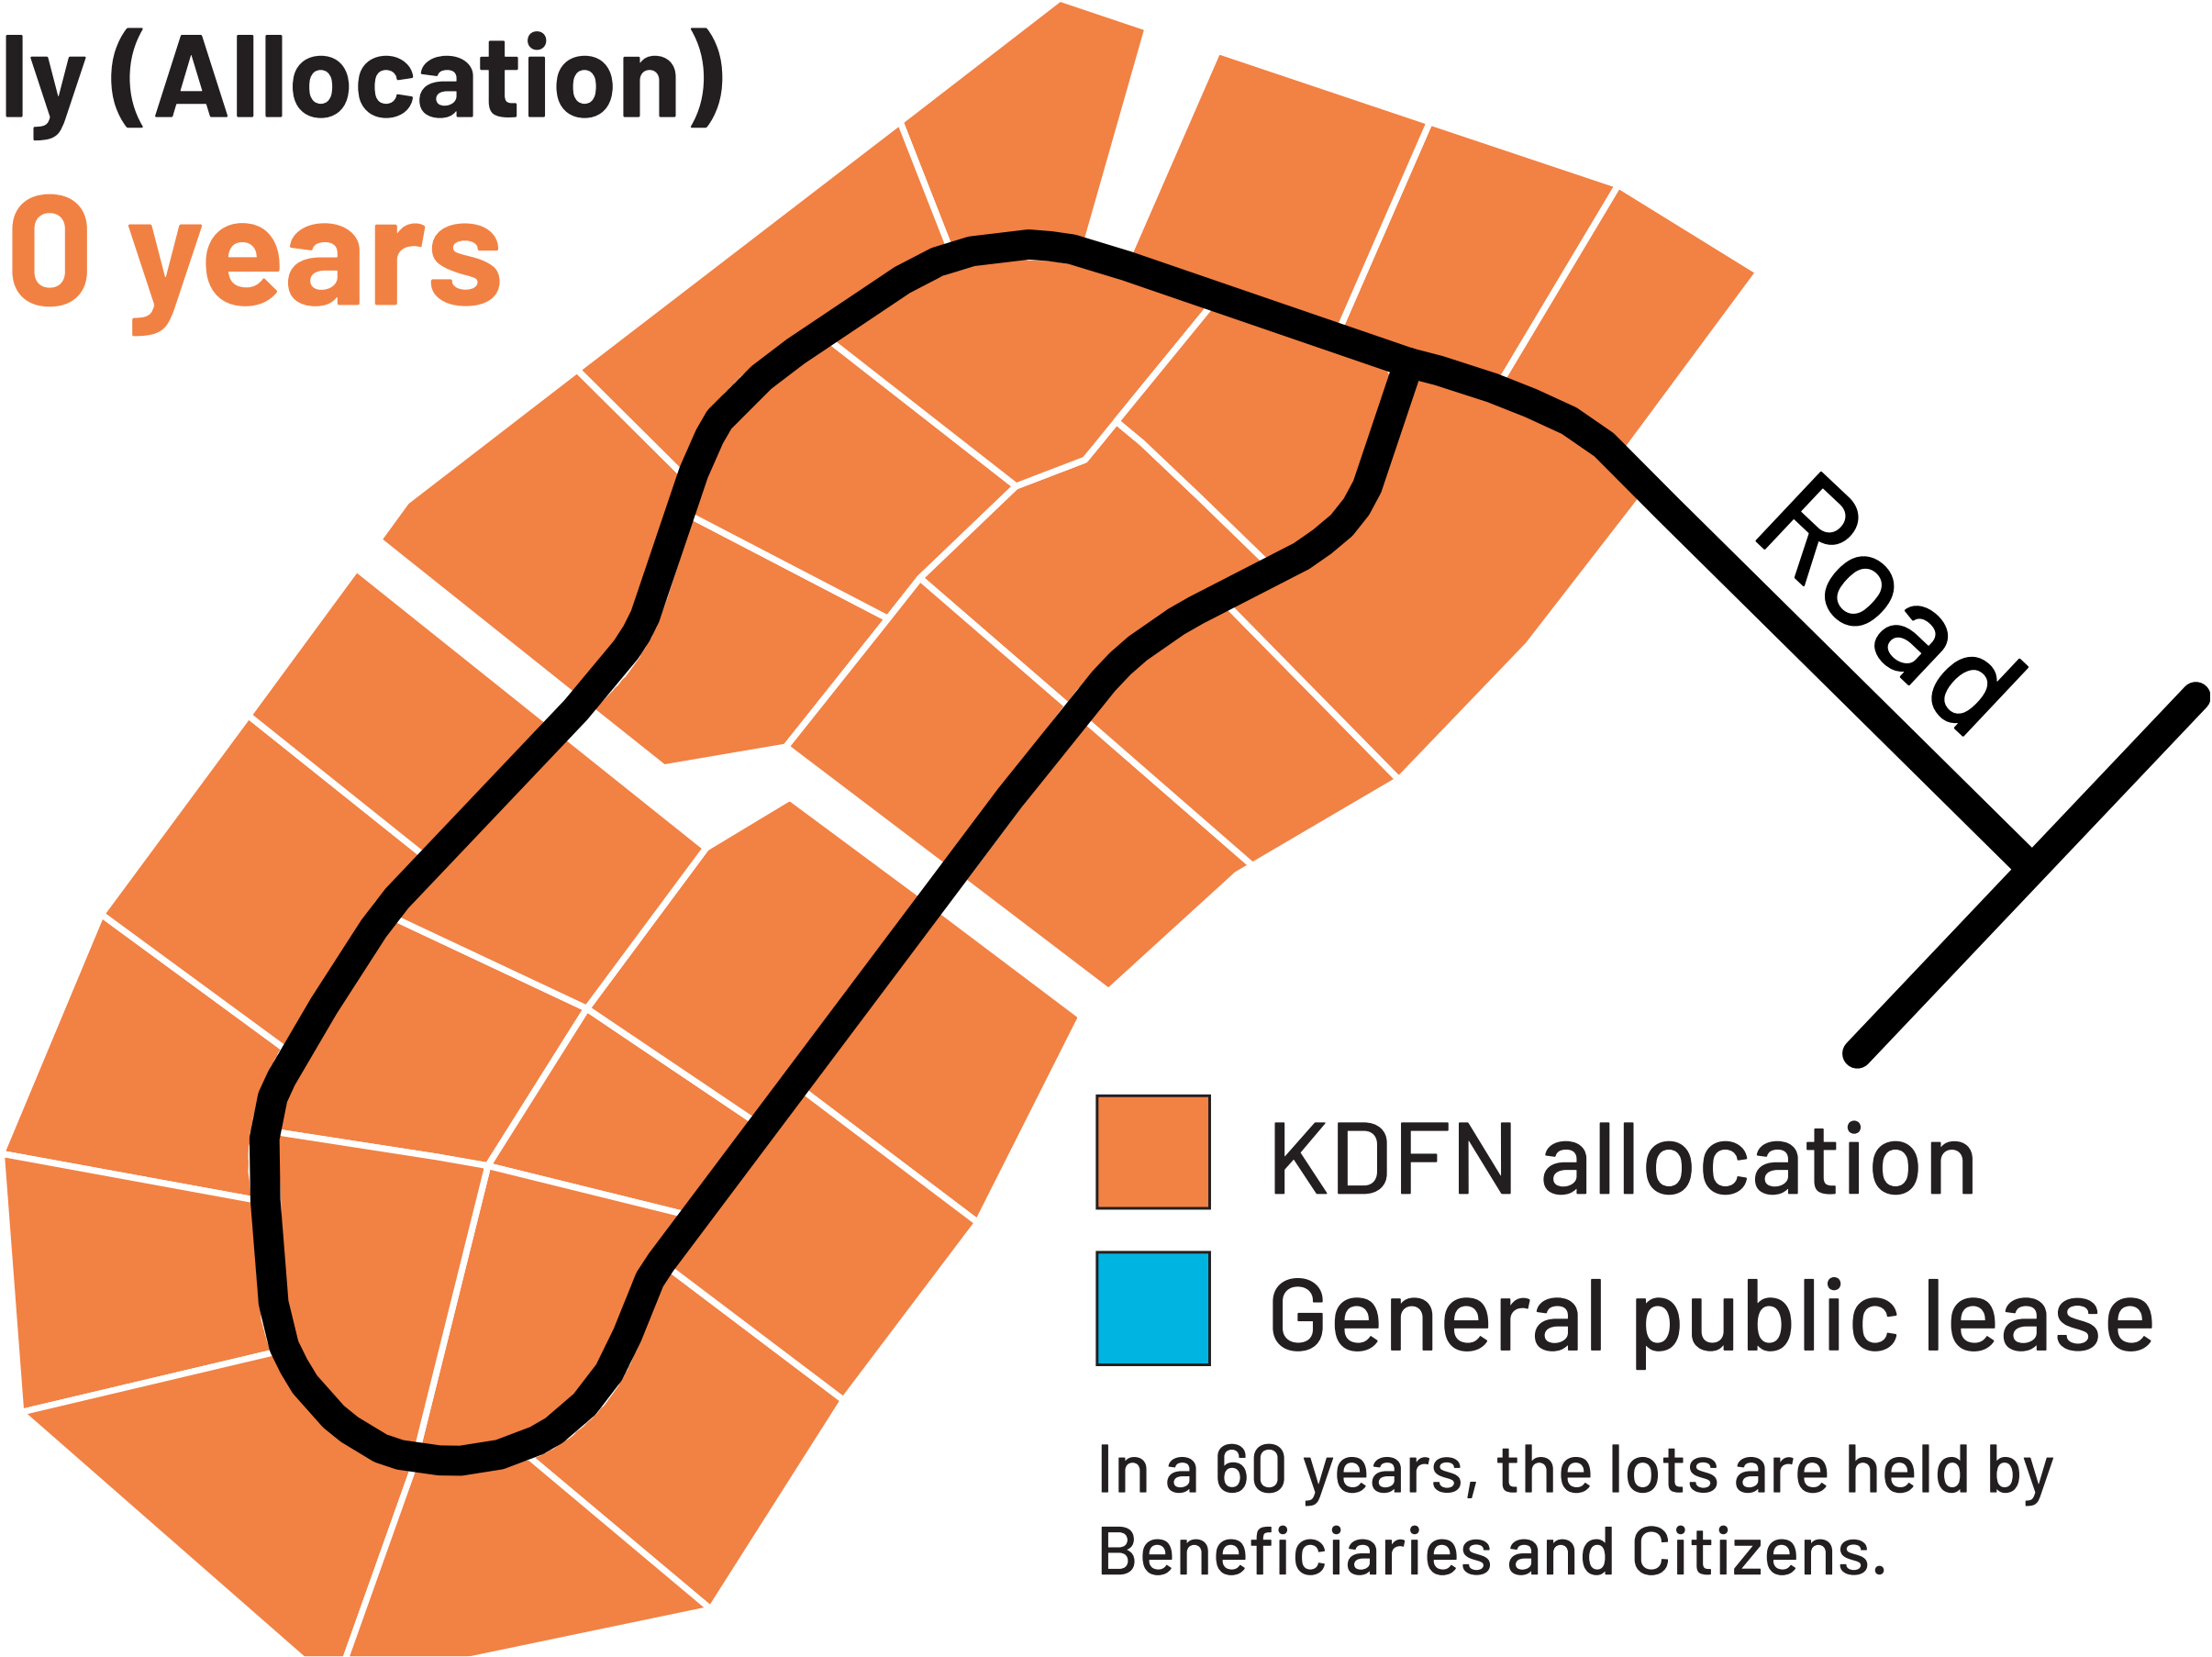 ly (Allocation)
0 years
Road
KDFN allocation
General public lease
In a 80 years, the lots are held by
Beneficiaries and Citizens.